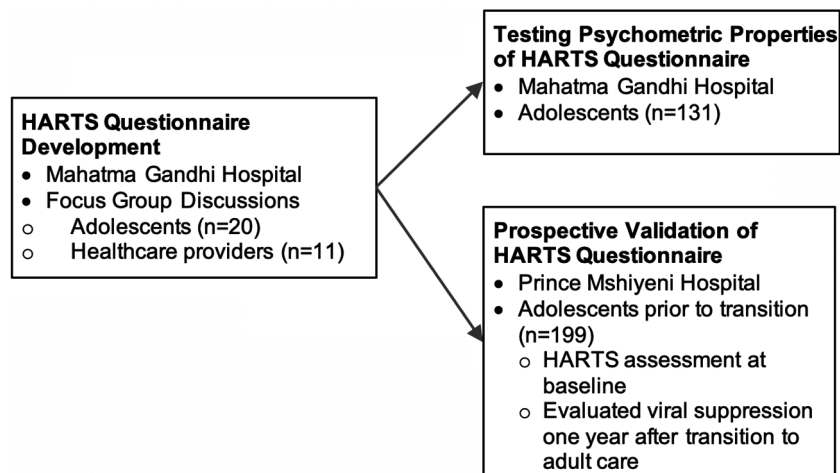 HARTS Questionnaire
Development
• Mahatma Gandhi Hospital
• Focus Group Discussions
o Adolescents (n=20)
o Healthcare providers (n=11)
Testing Psychometric Properties
of HARTS Questionnaire
• Mahatma Gandhi Hospital
• Adolescents (n=131)
Prospective Validation of
HARTS Questionnaire
• Prince Mshiyeni Hospital
• Adolescents prior to transition
(n=199)
o HARTS assessment at
baseline
o Evaluated viral suppression
one year after transition to
adult care